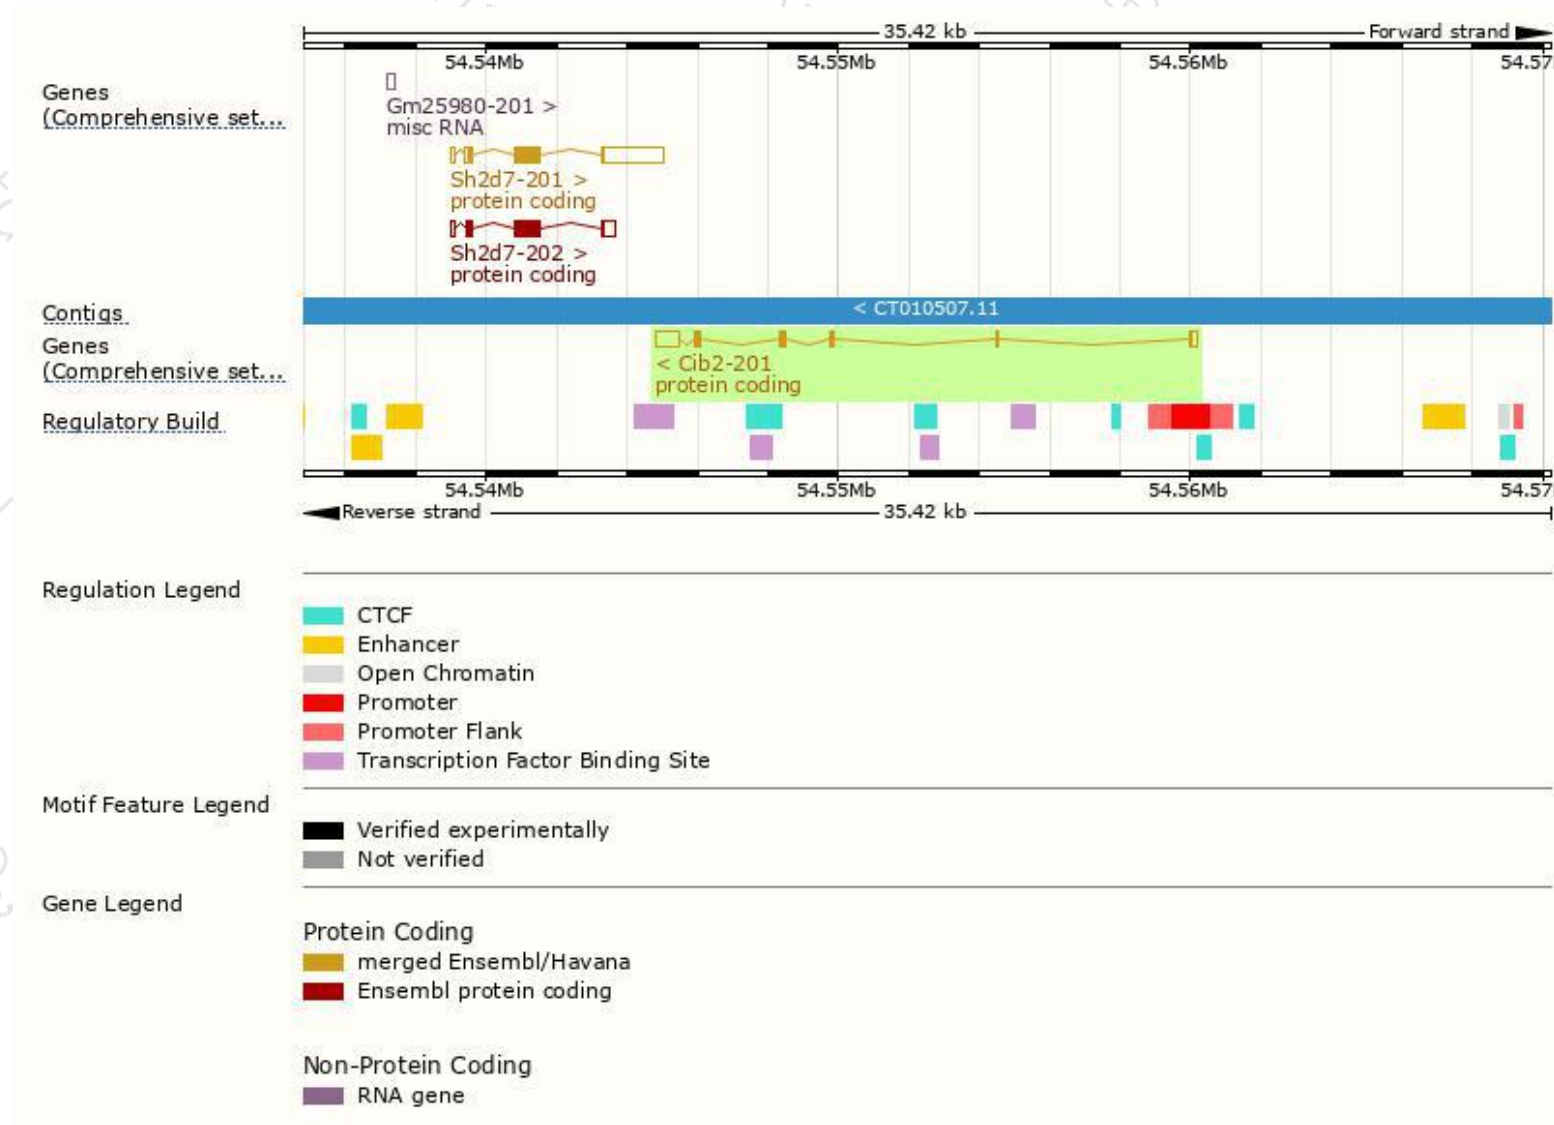 35.42 kb
Forward strand
54.54Mb 54.55Mb 54.56Mb 54.57
Genes
(Comprehensive set...
Gm25980-201 >
misc RNA
Sh2d7-201 >
protein coding
Sh2d7-202 >
protein coding
Contigs
< CT010507.11
Genes
(Comprehensive set...
< Cib2-201
protein coding
Regulatory Build
54.54Mb 54.55Mb 54.56Mb 54.57
Reverse strand
35.42 kb
Regulation Legend
CTCF
Enhancer
Open Chromatin
Promoter
Promoter Flank
Transcription Factor Binding Site
Motif Feature Legend
Verified experimentally
Not verified
Gene Legend
Protein Coding
merged Ensembl/Havana
Ensembl protein coding
Non-Protein Coding
RNA gene